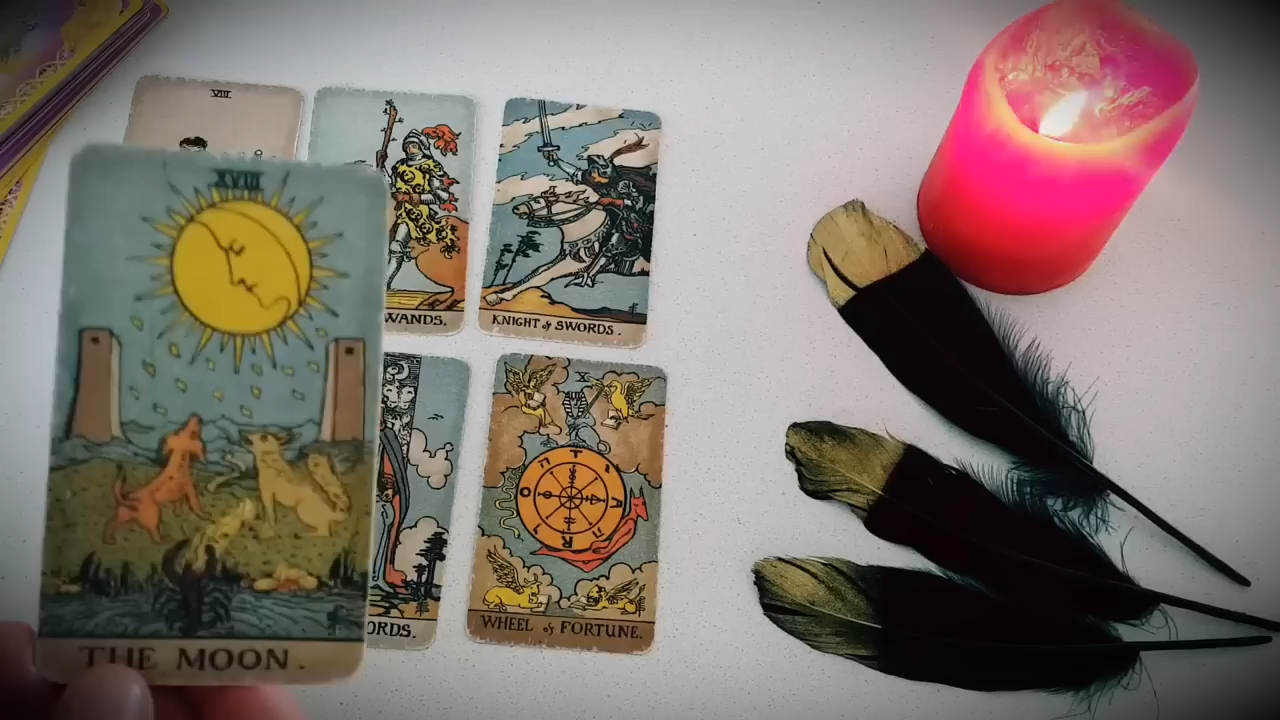 VIII
XVIII
WANDS.
KNIGHT of SWORDS.
X
T
A
R
O
ORDS.
WHEEL of FORTUNE.
THE MOON.